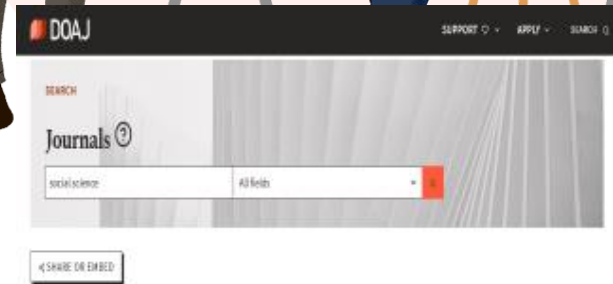 DOAJ
SUPPORT APPLY SEARCH
SEARCH
Journals ?
social science All fields
SHARE OR EMBED